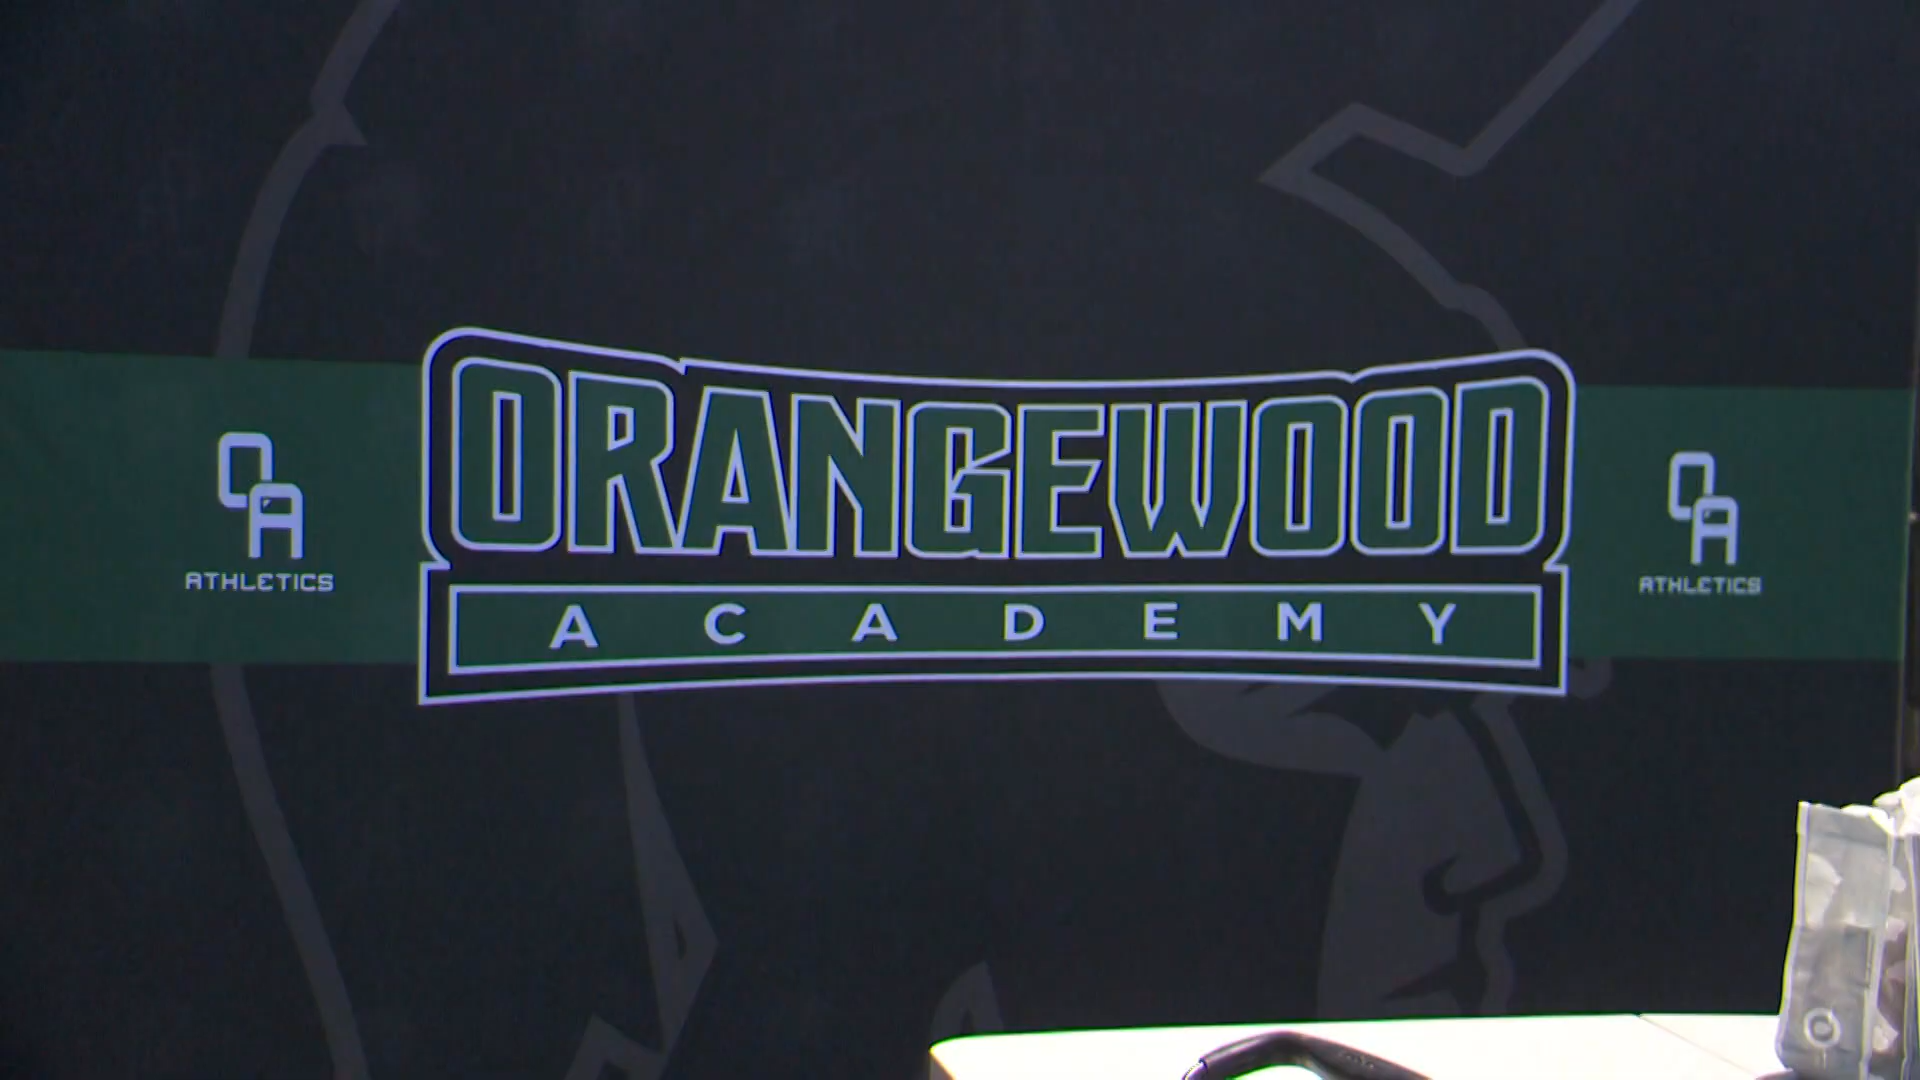 ORANGEWOOD
ACADEMY
OA
ATHLETICS
OA
ATHLETICS